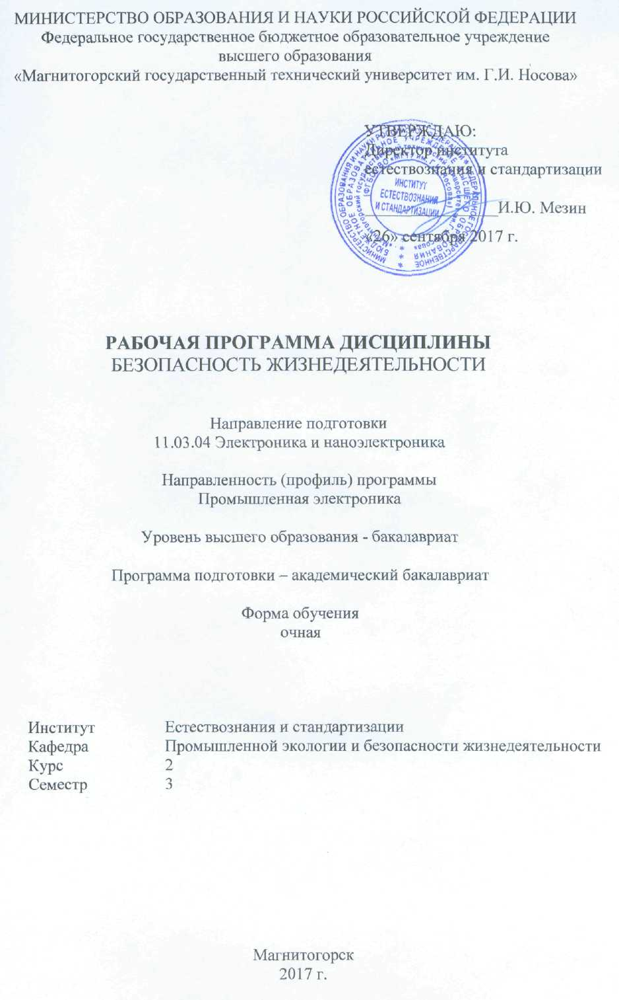 МИНИСТЕРСТВО ОБРАЗОВАНИЯ И НАУКИ РОССИЙСКОЙ ФЕДЕРАЦИИ
Федеральное государственное бюджетное образовательное учреждение
высшего образования
«Магнитогорский государственный технический университет им. Г.И. Носова»
УТВЕРЖДАЮ:
Директор института
естествознания и стандартизации
И.Ю. Мезин
«26» сентября 2017 г.
ИНСТИТУТ
ЕСТЕСТВОЗНАНИЯ
И СТАНДАРТИЗАЦИИ
РАБОЧАЯ ПРОГРАММА ДИСЦИПЛИНЫ
БЕЗОПАСНОСТЬ ЖИЗНЕДЕЯТЕЛЬНОСТИ
Направление подготовки
11.03.04 Электроника и наноэлектроника
Направленность (профиль) программы
Промышленная электроника
Уровень высшего образования - бакалавриат
Программа подготовки – академический бакалавриат
Форма обучения
очная
Институт Естествознания и стандартизации
Кафедра Промышленной экологии и безопасности жизнедеятельности
Курс 2
Семестр 3
Магнитогорск
2017 г.